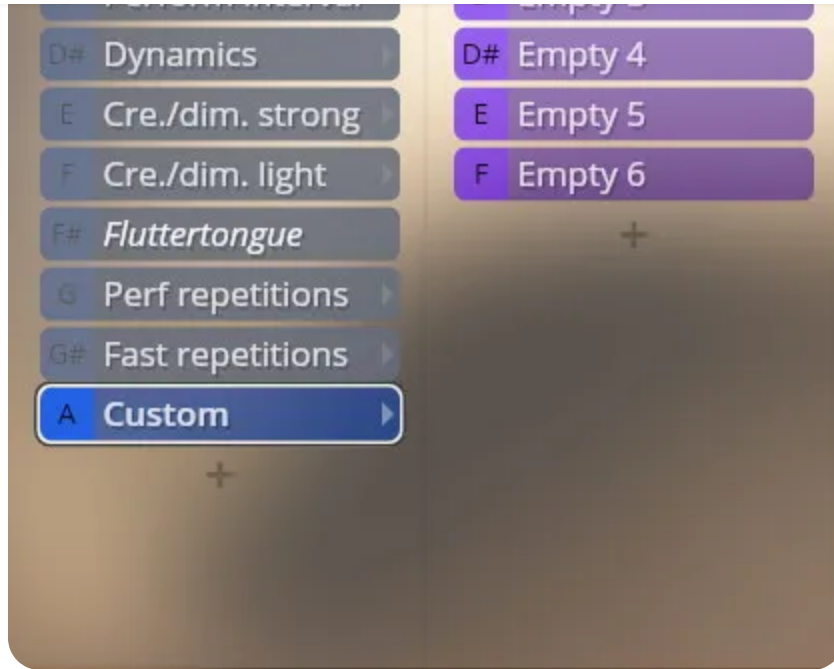 D# Dynamics
E Cre./dim. strong
F Cre./dim. light
F# Fluttertongue
G Perf repetitions
G# Fast repetitions
A Custom
+
D# Empty 4
E Empty 5
F Empty 6
+